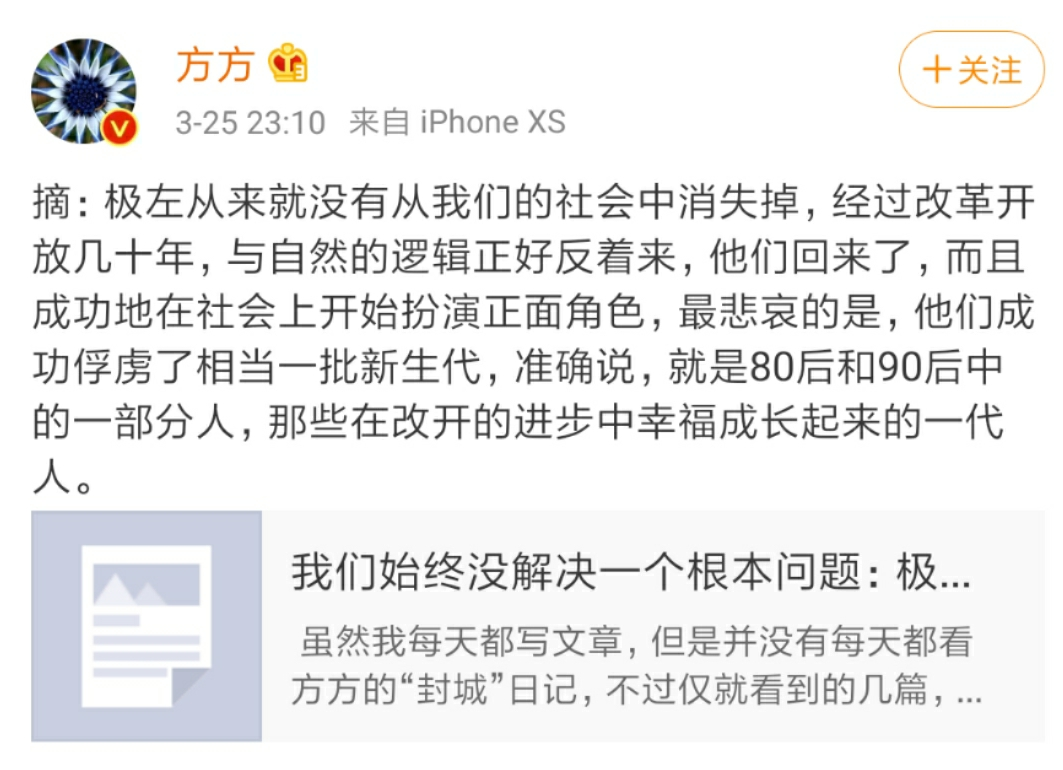 方方
+关注
3-25 23:10 来自 iPhone XS
摘：极左从来就没有从我们的社会中消失掉，经过改革开
放几十年，与自然的逻辑正好反着来，他们回来了，而且
成功地在社会上开始扮演正面角色，最悲哀的是，他们成
功俘虏了相当一批新生代，准确说，就是80后和90后中
的一部分人，那些在改开的进步中幸福成长起来的一代
人。
我们始终没解决一个根本问题：极...
虽然我每天都写文章，但是并没有每天都看
方方的“封城”日记，不过仅就看到的几篇，...